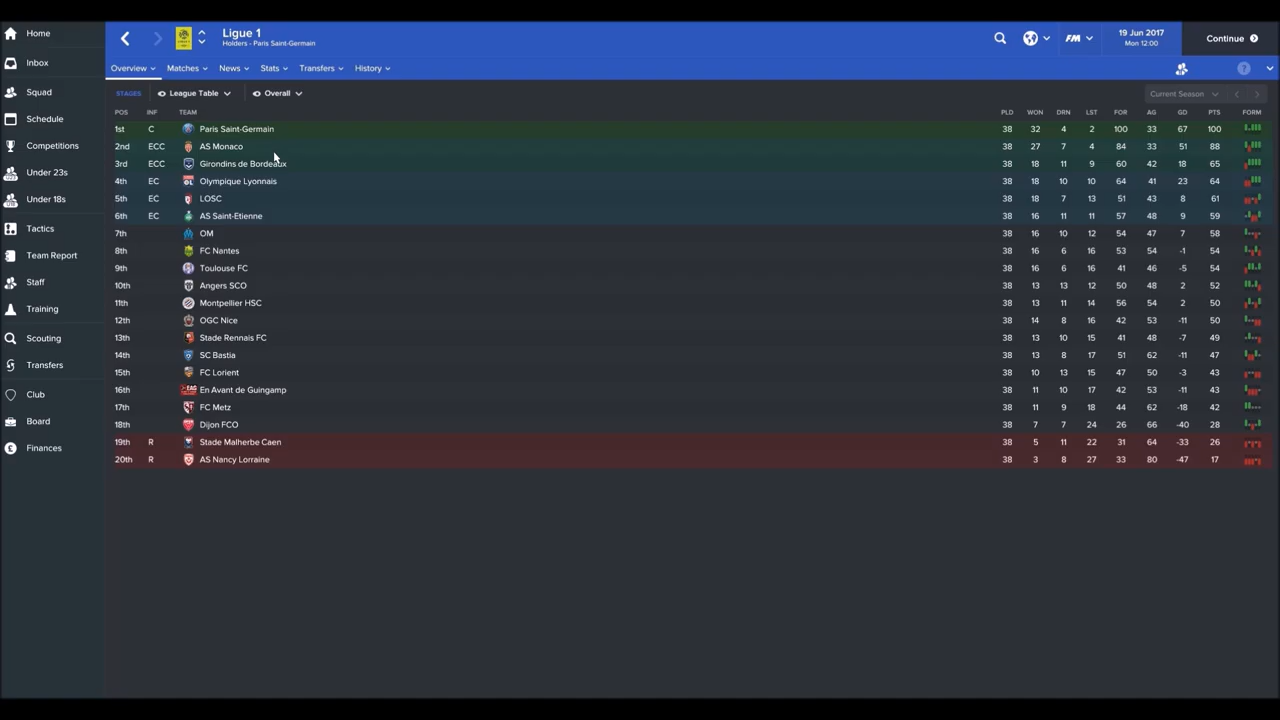 Home
Inbox
Squad
Schedule
Competitions
Under 23s
Under 18s
Tactics
Team Report
Staff
Training
Scouting
Transfers
Club
Board
Finances
Ligue 1
Holders - Paris Saint-Germain
FM
19 Jun 2017
Mon 12:00
Continue
Overview Matches News Stats Transfers History
STAGES League Table Overall Current Season
POS INF TEAM PLD WON DRN LST FOR AG GD PTS FORM
1st C Paris Saint-Germain 38 32 4 2 100 33 67 100
2nd ECC AS Monaco 38 27 7 4 84 33 51 88
3rd ECC Girondins de Bordeaux 38 18 11 9 60 42 18 65
4th EC Olympique Lyonnais 38 18 10 10 64 41 23 64
5th EC LOSC 38 18 7 13 51 43 8 61
6th EC AS Saint-Etienne 38 16 11 11 57 48 9 59
7th OM 38 16 10 12 54 47 7 58
8th FC Nantes 38 16 6 16 53 54 -1 54
9th Toulouse FC 38 16 6 16 41 46 -5 54
10th Angers SCO 38 13 13 12 50 48 2 52
11th Montpellier HSC 38 13 11 14 56 54 2 50
12th OGC Nice 38 14 8 16 42 53 -11 50
13th Stade Rennais FC 38 13 10 15 41 48 -7 49
14th SC Bastia 38 13 8 17 51 62 -11 47
15th FC Lorient 38 10 13 15 47 50 -3 43
16th En Avant de Guingamp 38 11 10 17 42 53 -11 43
17th FC Metz 38 11 9 18 44 62 -18 42
18th Dijon FCO 38 7 7 24 26 66 -40 28
19th R Stade Malherbe Caen 38 5 11 22 31 64 -33 26
20th R AS Nancy Lorraine 38 3 8 27 33 80 -47 17